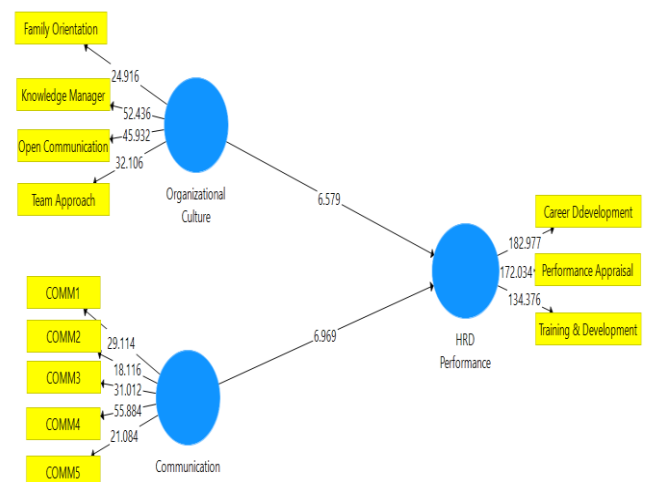 Family Orientation
24.916
Knowledge Manager
52.436
45.932
Open Communication
32.106
Team Approach
Organizational
Culture
6.579
Career Ddevelopment
182.977
172.034
Performance Appraisal
134.376
Training & Development
HRD
Performance
6.969
COMM1
29.114
COMM2
18.116
COMM3
31.012
55.884
COMM4
21.084
COMM5
Communication